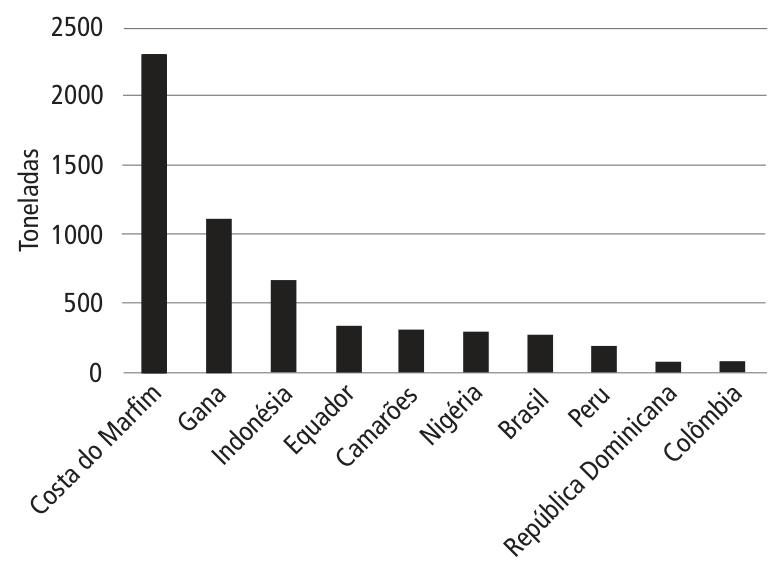 2500
2000
1500
1000
500
0
Toneladas
Costa do Marfim
Gana
Indonésia
Equador
Camarões
Nigéria
Brasil
Peru
República Dominicana
Colômbia